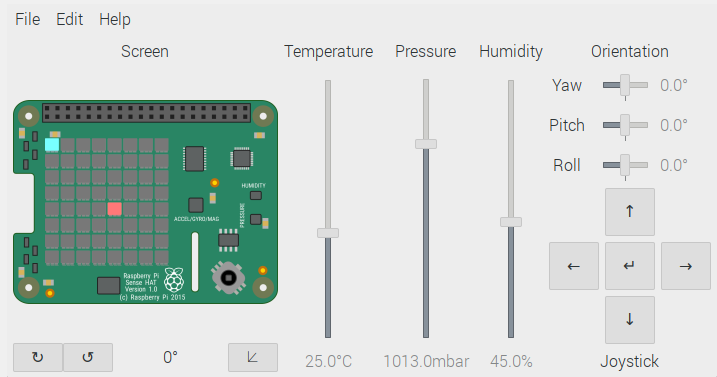 File Edit Help
Screen Temperature Pressure Humidity Orientation
Yaw 0.0°
Pitch 0.0°
Roll 0.0°
HUMIDITY
PRESSURE
ACCEL/GYRO/MAG
Raspberry Pi
Sense HAT
Version 1.0
(c) Raspberry Pi 2015
↑
← ↵ →
↓
↻ ↺ 0° 25.0°C 1013.0mbar 45.0% Joystick